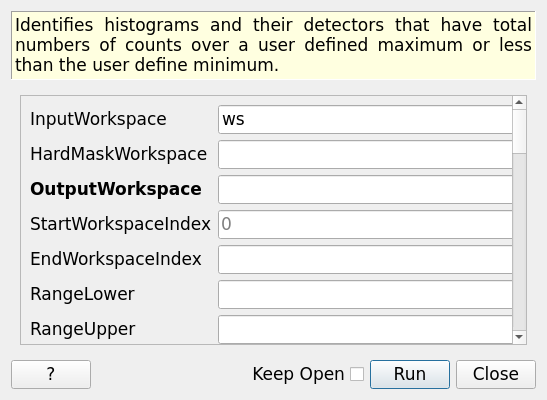 Identifies histograms and their detectors that have total
numbers of counts over a user defined maximum or less
than the user define minimum.
InputWorkspace ws
HardMaskWorkspace
OutputWorkspace
StartWorkspaceIndex 0
EndWorkspaceIndex
RangeLower
RangeUpper
? Keep Open Run Close